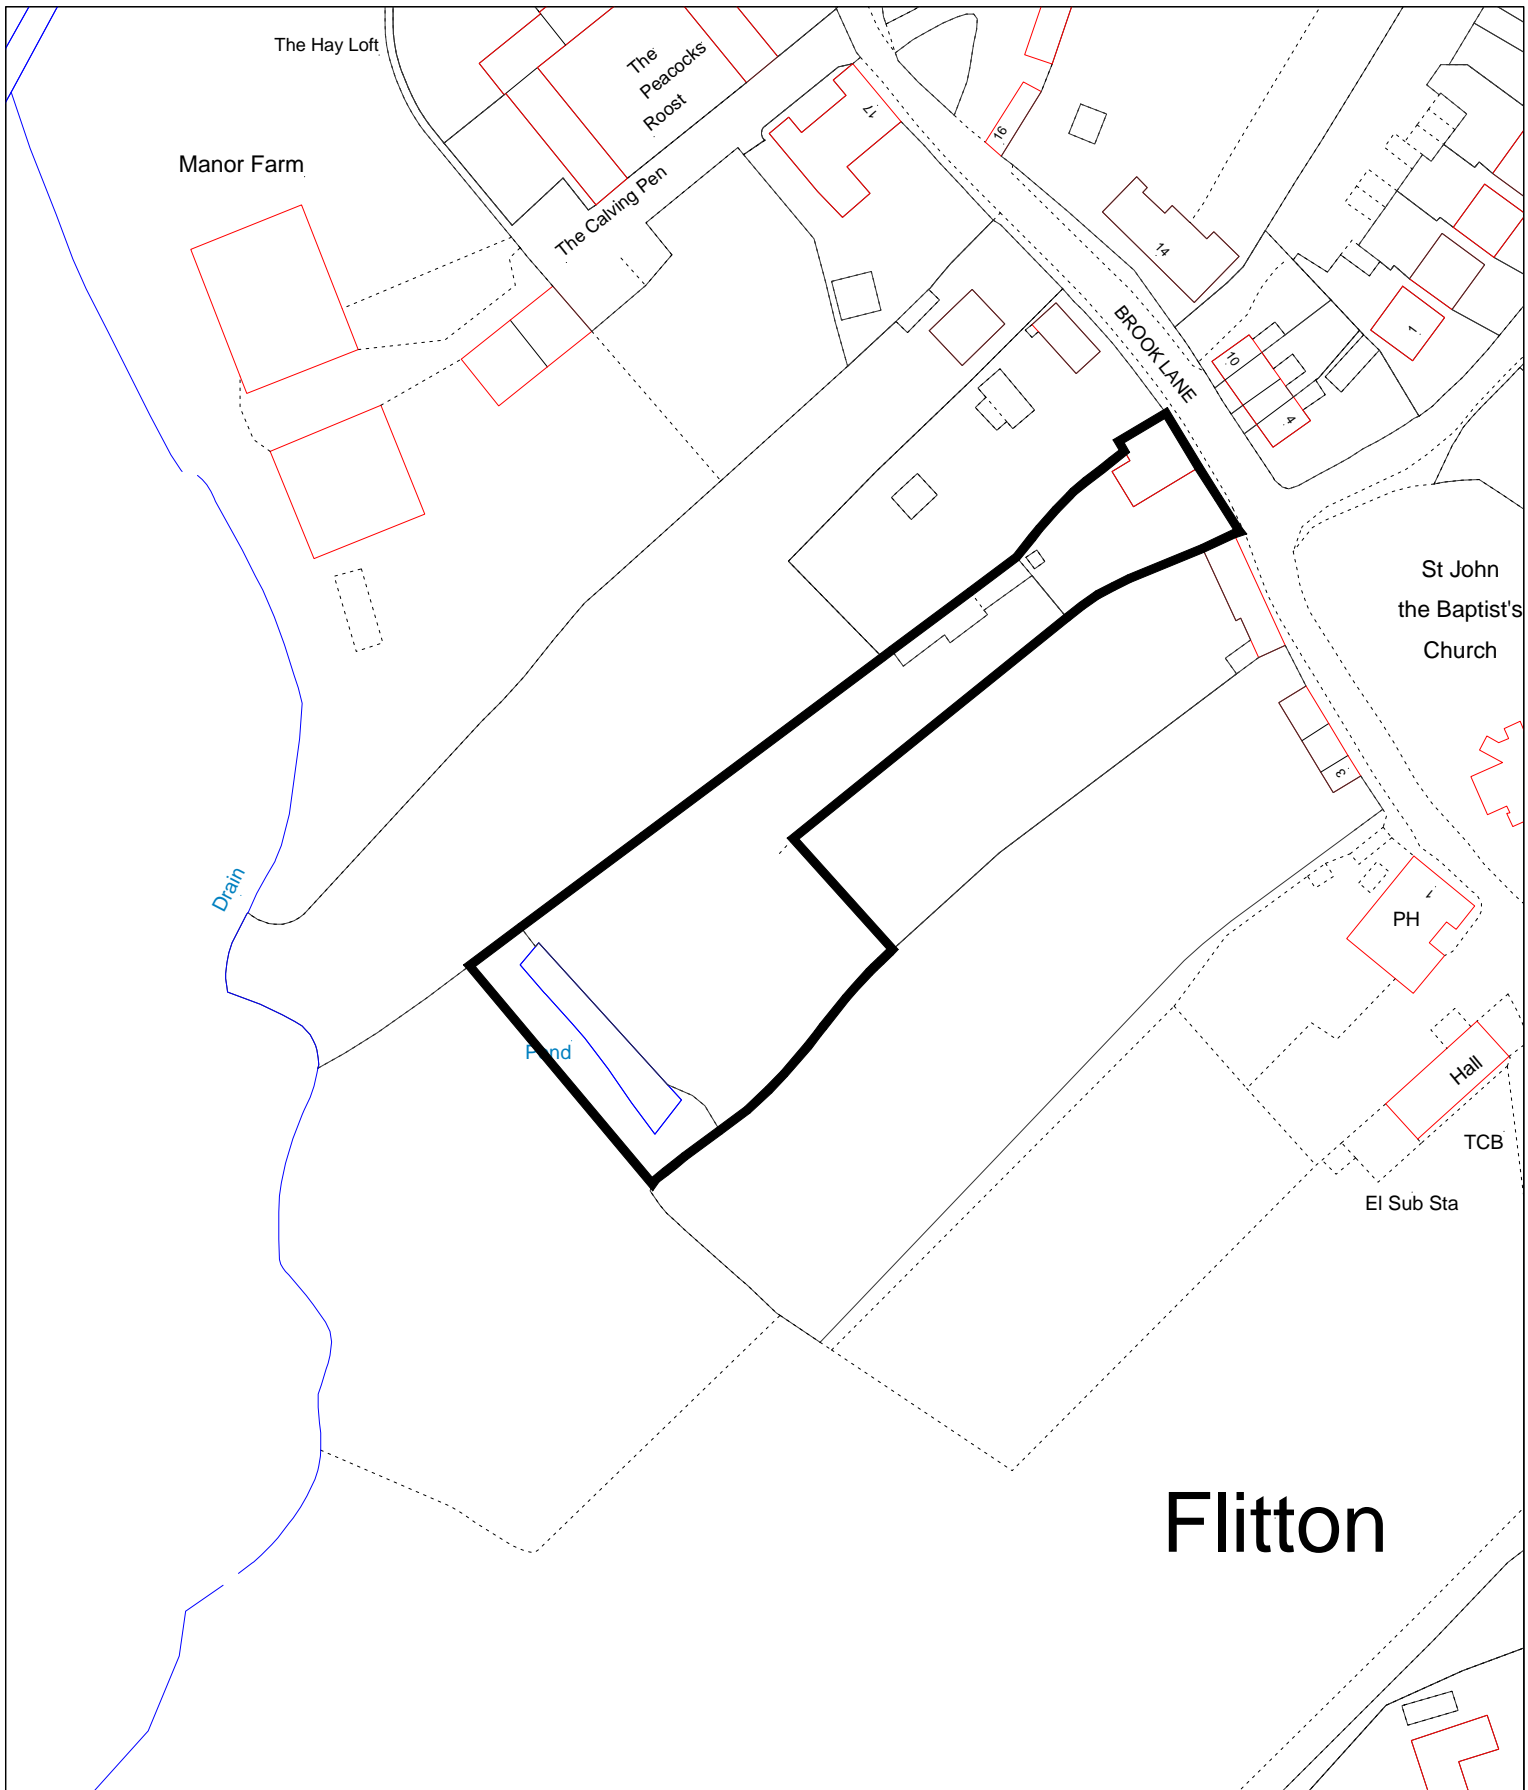 The Hay Loft
The
Peacocks
Roost
17
16
Manor Farm
The Calving Pen
14
BROOK LANE
1
10
4
St John
the Baptist's
Church
3
Drain
1
PH
Pond
Hall
TCB
El Sub Sta
Flitton